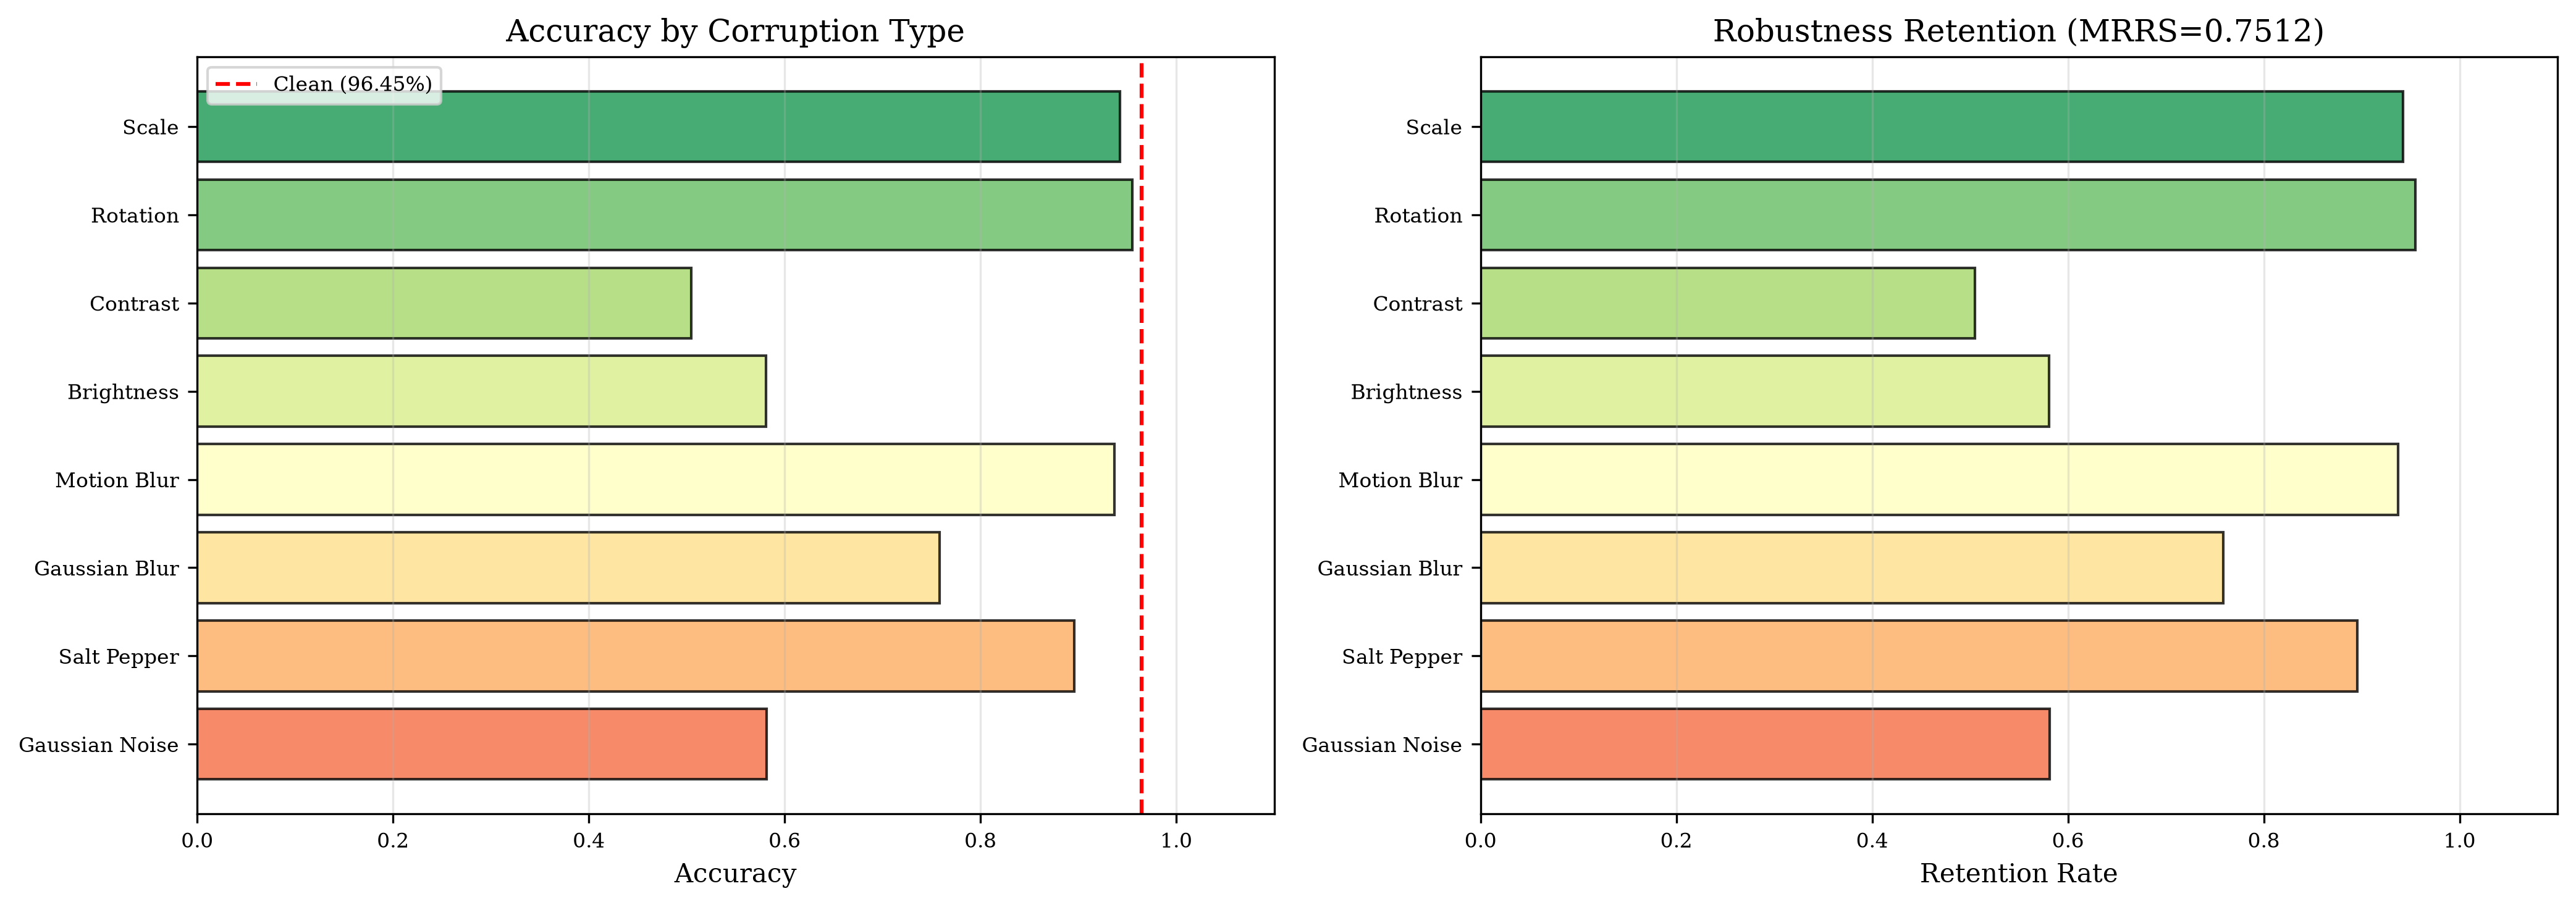 Accuracy by Corruption Type
Clean (96.45%)
Scale
Rotation
Contrast
Brightness
Motion Blur
Gaussian Blur
Salt Pepper
Gaussian Noise
0.0 0.2 0.4 0.6 0.8 1.0
Accuracy
Robustness Retention (MRRS=0.7512)
Scale
Rotation
Contrast
Brightness
Motion Blur
Gaussian Blur
Salt Pepper
Gaussian Noise
0.0 0.2 0.4 0.6 0.8 1.0
Retention Rate